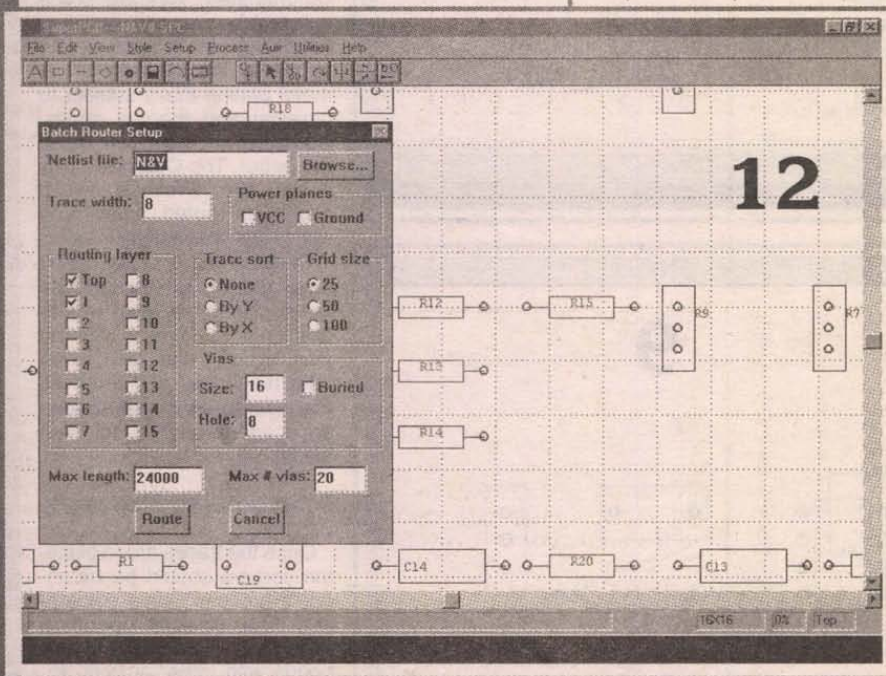 File Edit View Style Setup Process Auxr Utilities Help
R18
Batch Router Setup
Netlist file: N&V Browse...
Trace width: 8
Power planes
VCC Ground
12
Routing layer
Top 8
1 9
2 10
3 11
4 12
5 13
6 14
7 15
Trace sort
None
By Y
By X
Grid size
25
50
100
Vias
Size: 16 Buried
Hole: 8
Max length: 24000 Max # vias: 20
Route Cancel
R12 R15 R9 R7
R13
R14
R1 C19 C14 R20 C13
16X16 0% Top